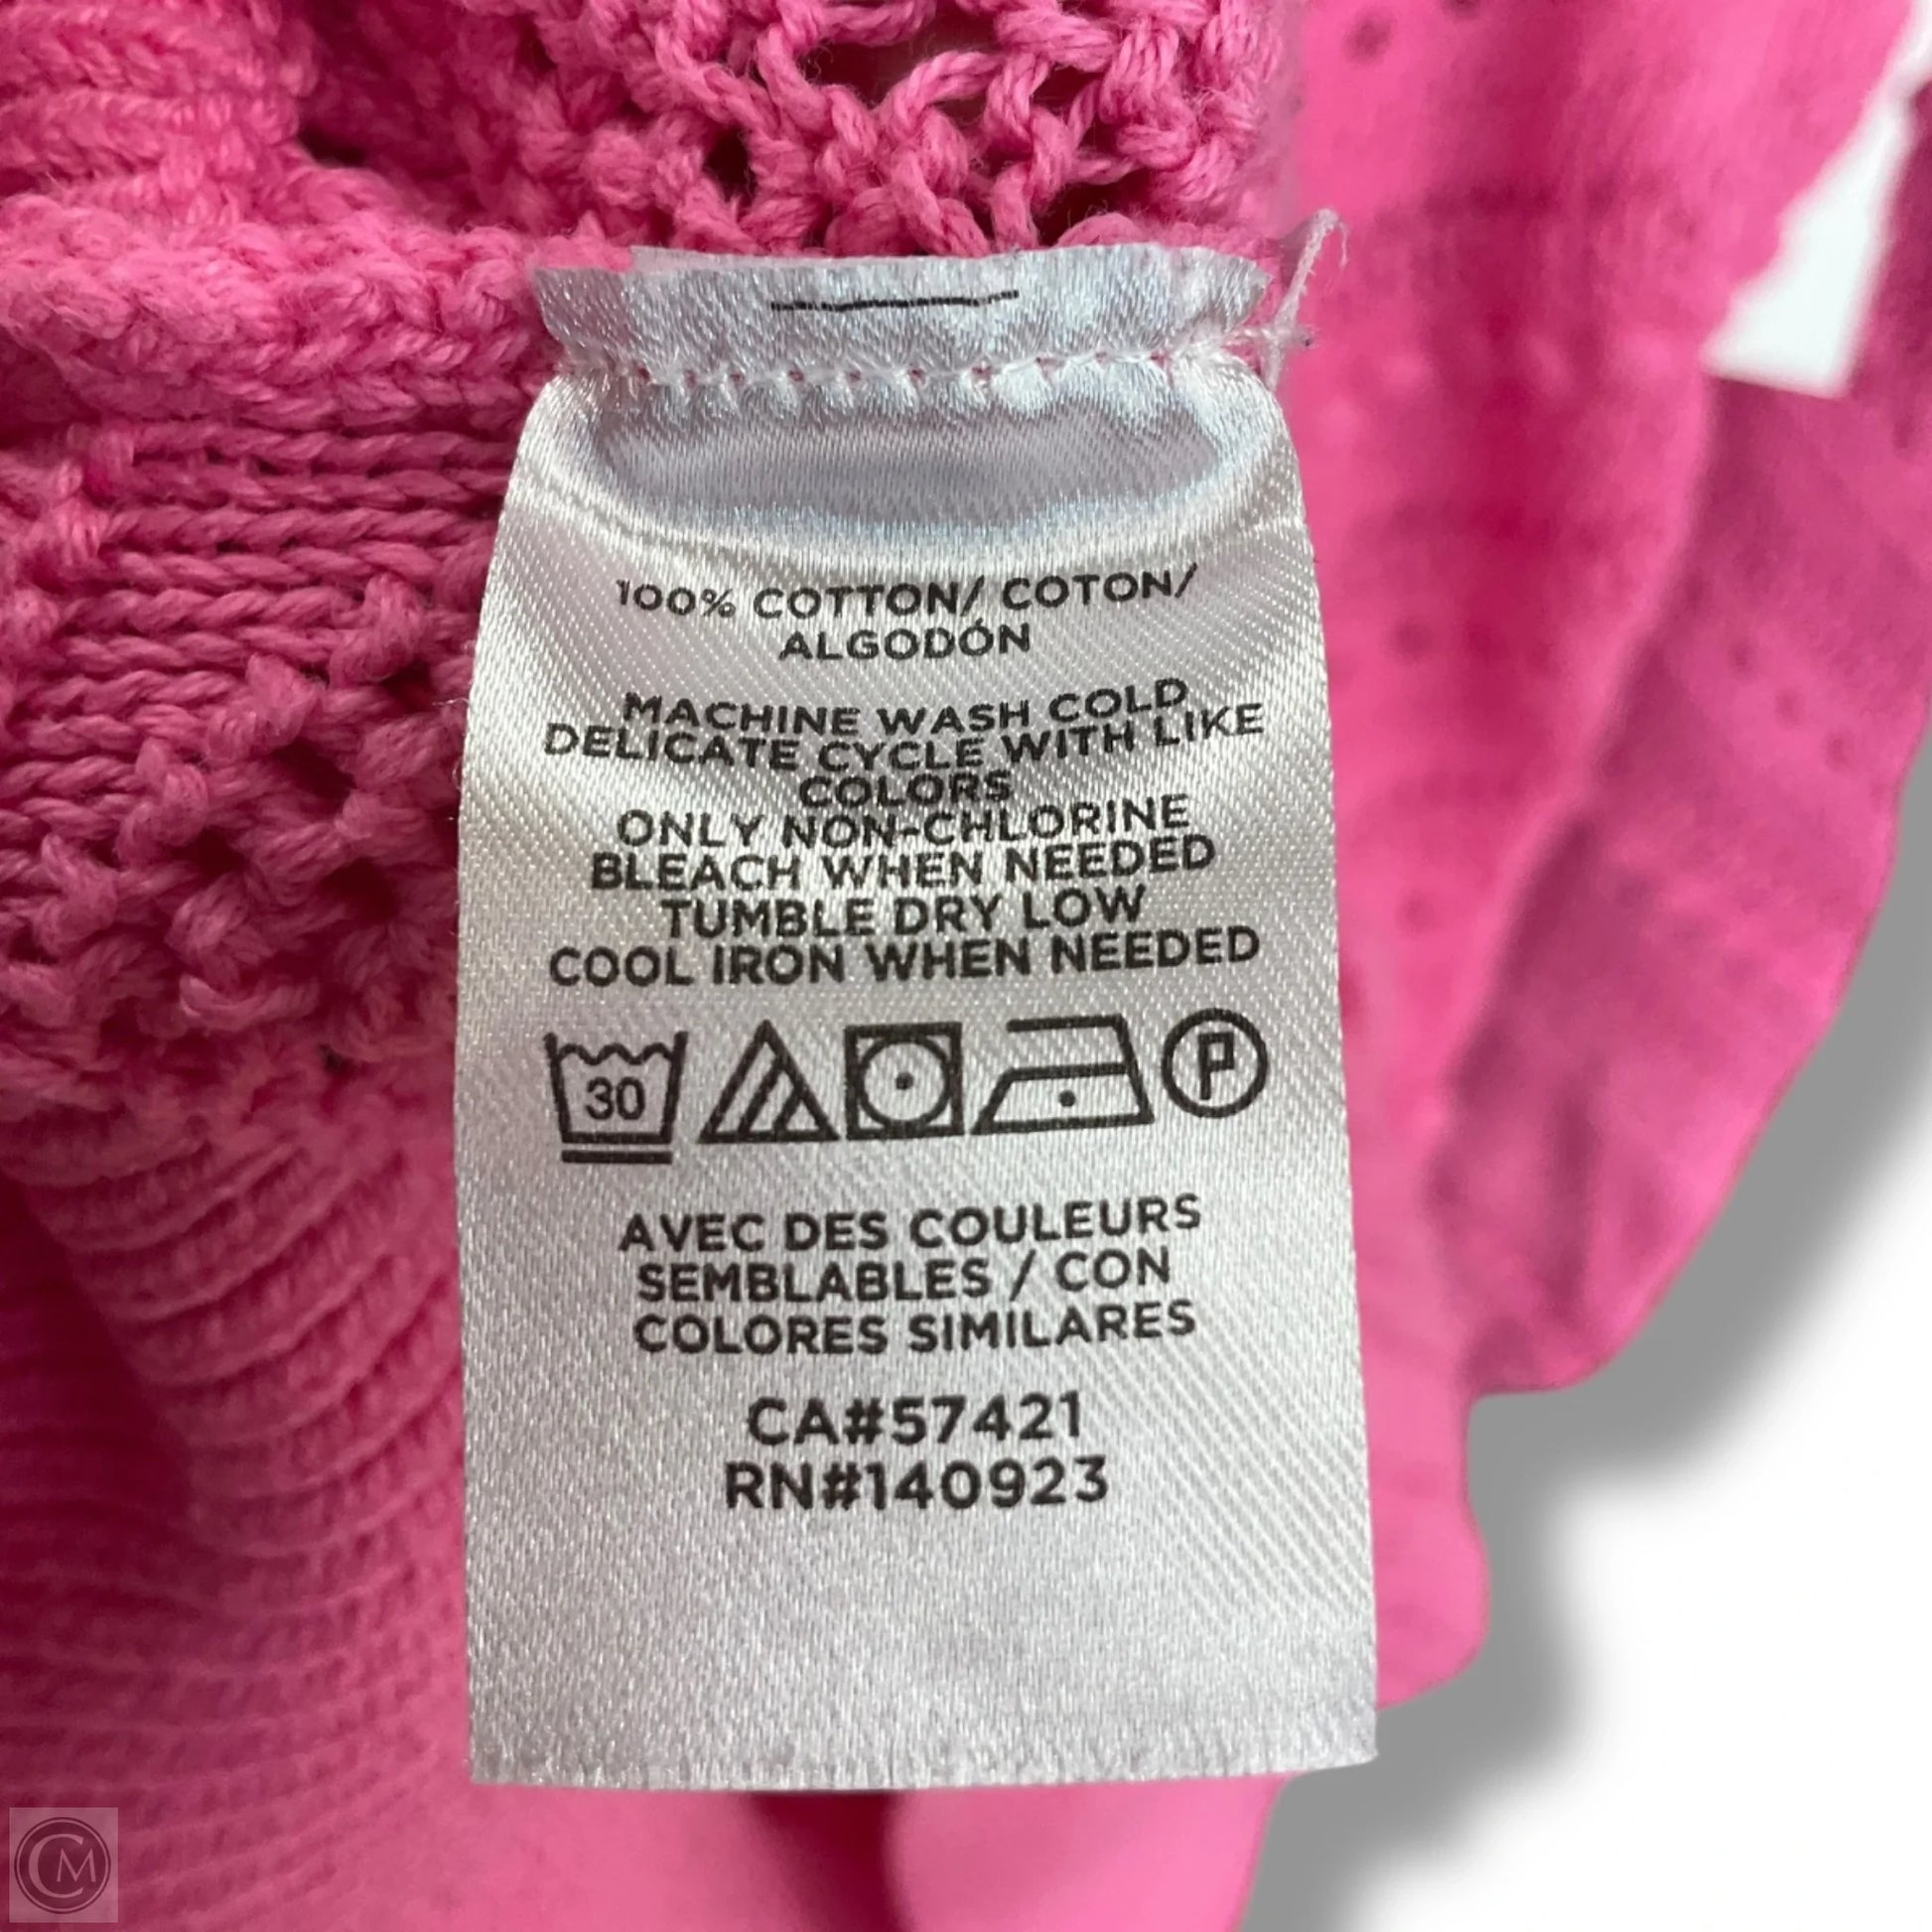 100% COTTON/ COTON/
ALGODÓN
MACHINE WASH COLD
DELICATE CYCLE WITH LIKE
COLORS
ONLY NON-CHLORINE
BLEACH WHEN NEEDED
TUMBLE DRY LOW
COOL IRON WHEN NEEDED
30 P
AVEC DES COULEURS
SEMBLABLES / CON
COLORES SIMILARES
CA#57421
RN#140923
CM